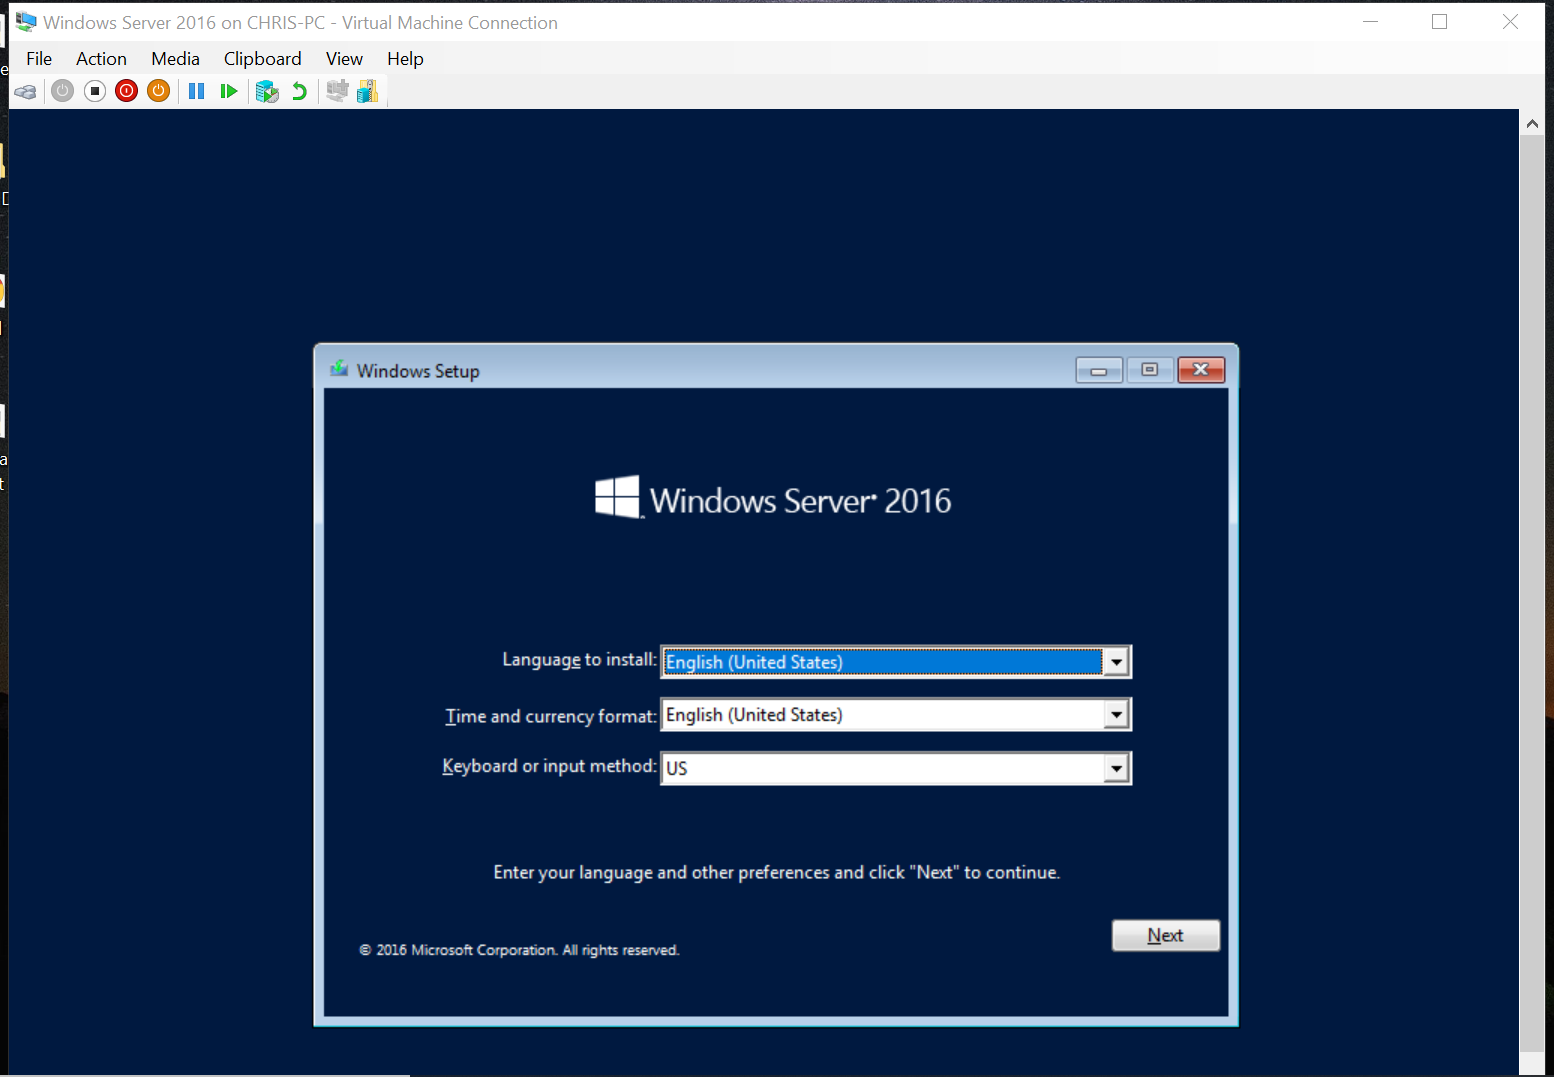 Windows Server 2016 on CHRIS-PC - Virtual Machine Connection
File Action Media Clipboard View Help
e
D
a
t
Windows Setup
Windows Server 2016
Language to install: English (United States)
Time and currency format: English (United States)
Keyboard or input method: US
Enter your language and other preferences and click "Next" to continue.
Next
© 2016 Microsoft Corporation. All rights reserved.